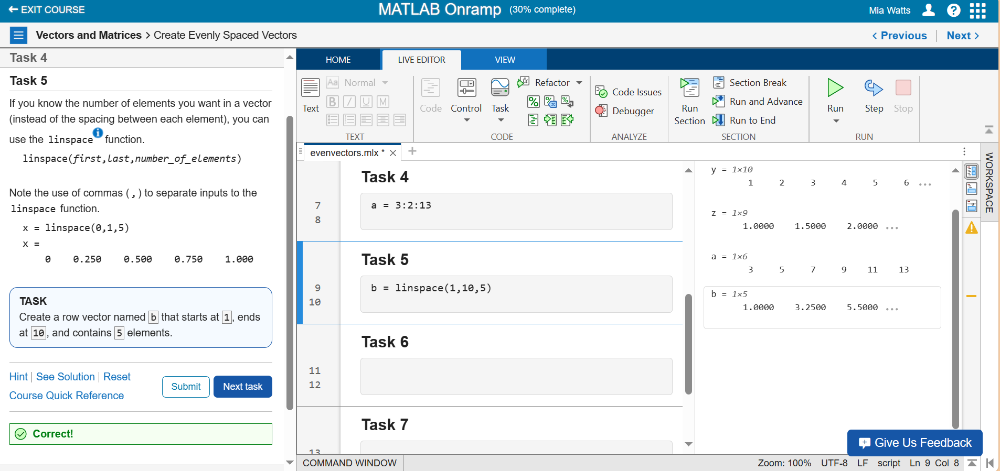 EXIT COURSE
MATLAB Onramp (30% complete)
Mia Watts
Vectors and Matrices > Create Evenly Spaced Vectors
< Previous | Next >
Task 4
Task 5
If you know the number of elements you want in a vector
(instead of the spacing between each element), you can
use the linspace function.
linspace(first,last,number_of_elements)
Note the use of commas (,) to separate inputs to the
linspace function.
x = linspace(0,1,5)
x =
0 0.250 0.500 0.750 1.000
TASK
Create a row vector named b that starts at 1, ends
at 10, and contains 5 elements.
Hint | See Solution | Reset
Course Quick Reference
Submit
Next task
Correct!
HOME
LIVE EDITOR
VIEW
Text
Aa Normal
B I U M
TEXT
Code
Control
Task
Refactor
CODE
Code Issues
Debugger
ANALYZE
Run
Section
Section Break
Run and Advance
Run to End
SECTION
Run
Step
Stop
RUN
evenvectors.mlx *
Task 4
7 a = 3:2:13
8
Task 5
9 b = linspace(1,10,5)
10
Task 6
11
12
Task 7
13
y = 1×10
1 2 3 4 5 6 ...
z = 1×9
1.0000 1.5000 2.0000 ...
a = 1×6
3 5 7 9 11 13
b = 1×5
1.0000 3.2500 5.5000 ...
WORKSPACE
Give Us Feedback
COMMAND WINDOW
Zoom: 100% UTF-8 LF script Ln 9 Col 8